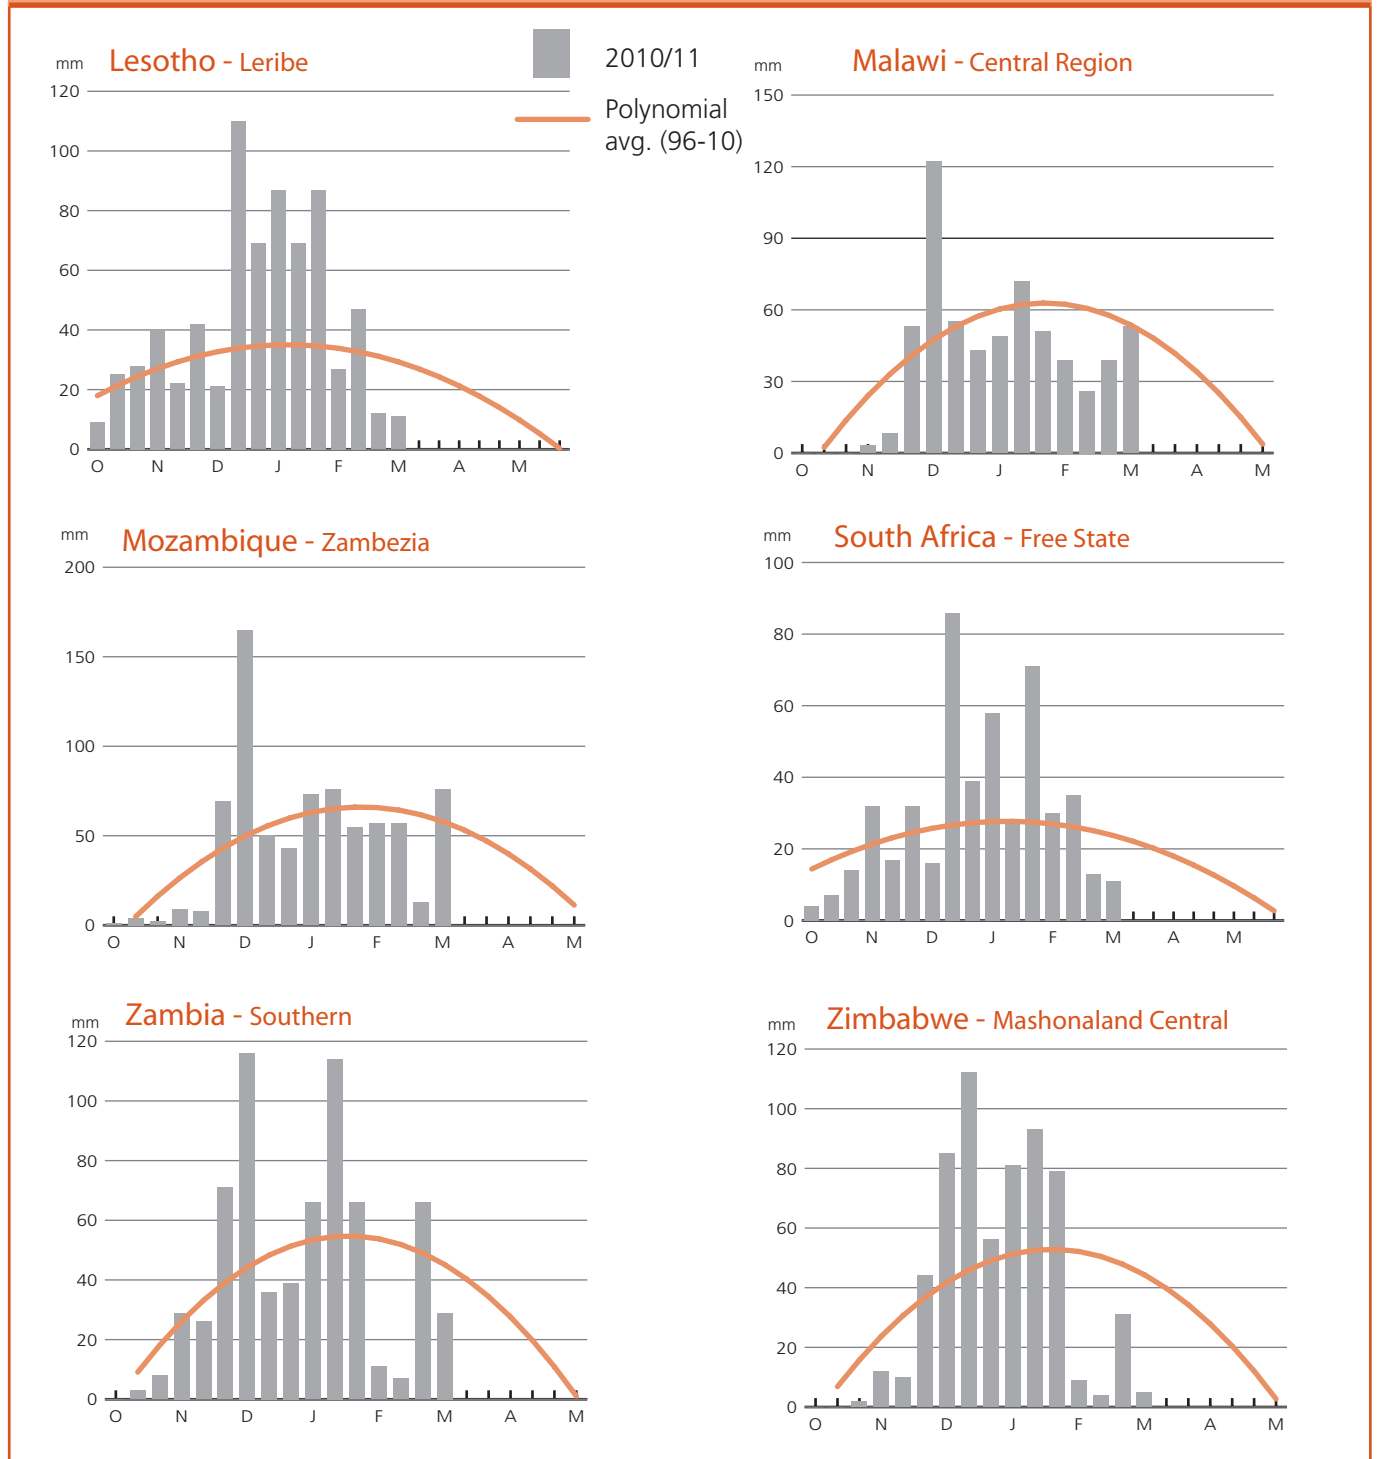 Lesotho - Leribe
mm
120
100
80
60
40
20
0
O N D J F M A M
2010/11
Polynomial
avg. (96-10)
Malawi - Central Region
mm
150
120
90
60
30
0
O N D J F M A M
Mozambique - Zambezia
mm
200
150
100
50
0
O N D J F M A M
South Africa - Free State
mm
100
80
60
40
20
0
O N D J F M A M
Zambia - Southern
mm
120
100
80
60
40
20
0
O N D J F M A M
Zimbabwe - Mashonaland Central
mm
120
100
80
60
40
20
0
O N D J F M A M